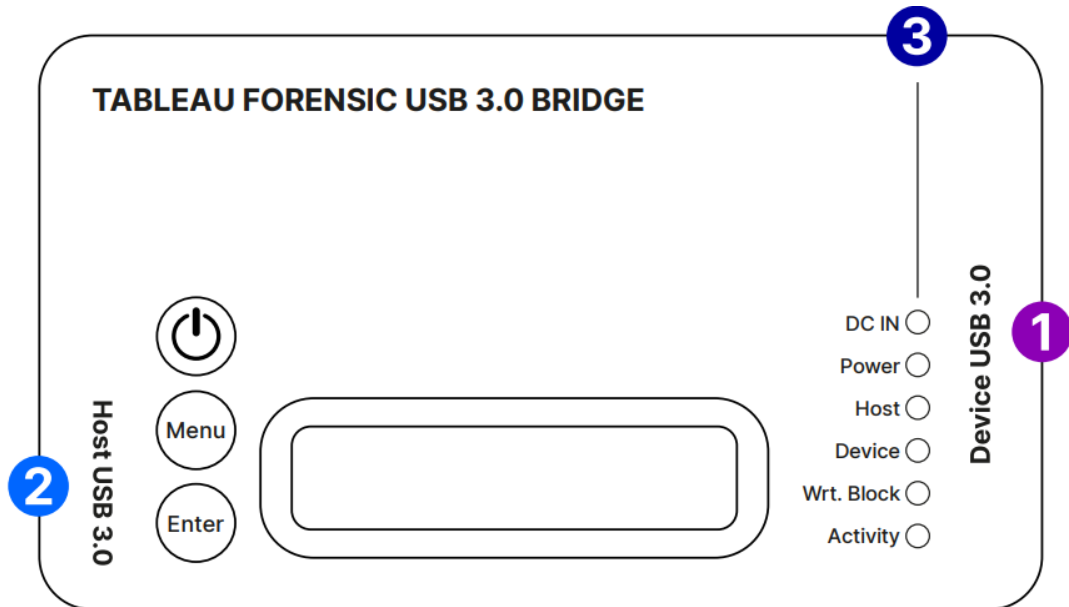 3
TABLEAU FORENSIC USB 3.0 BRIDGE
DC IN
Power
Host
Device
Wrt. Block
Activity
Device USB 3.0
1
Menu
Enter
Host USB 3.0
2